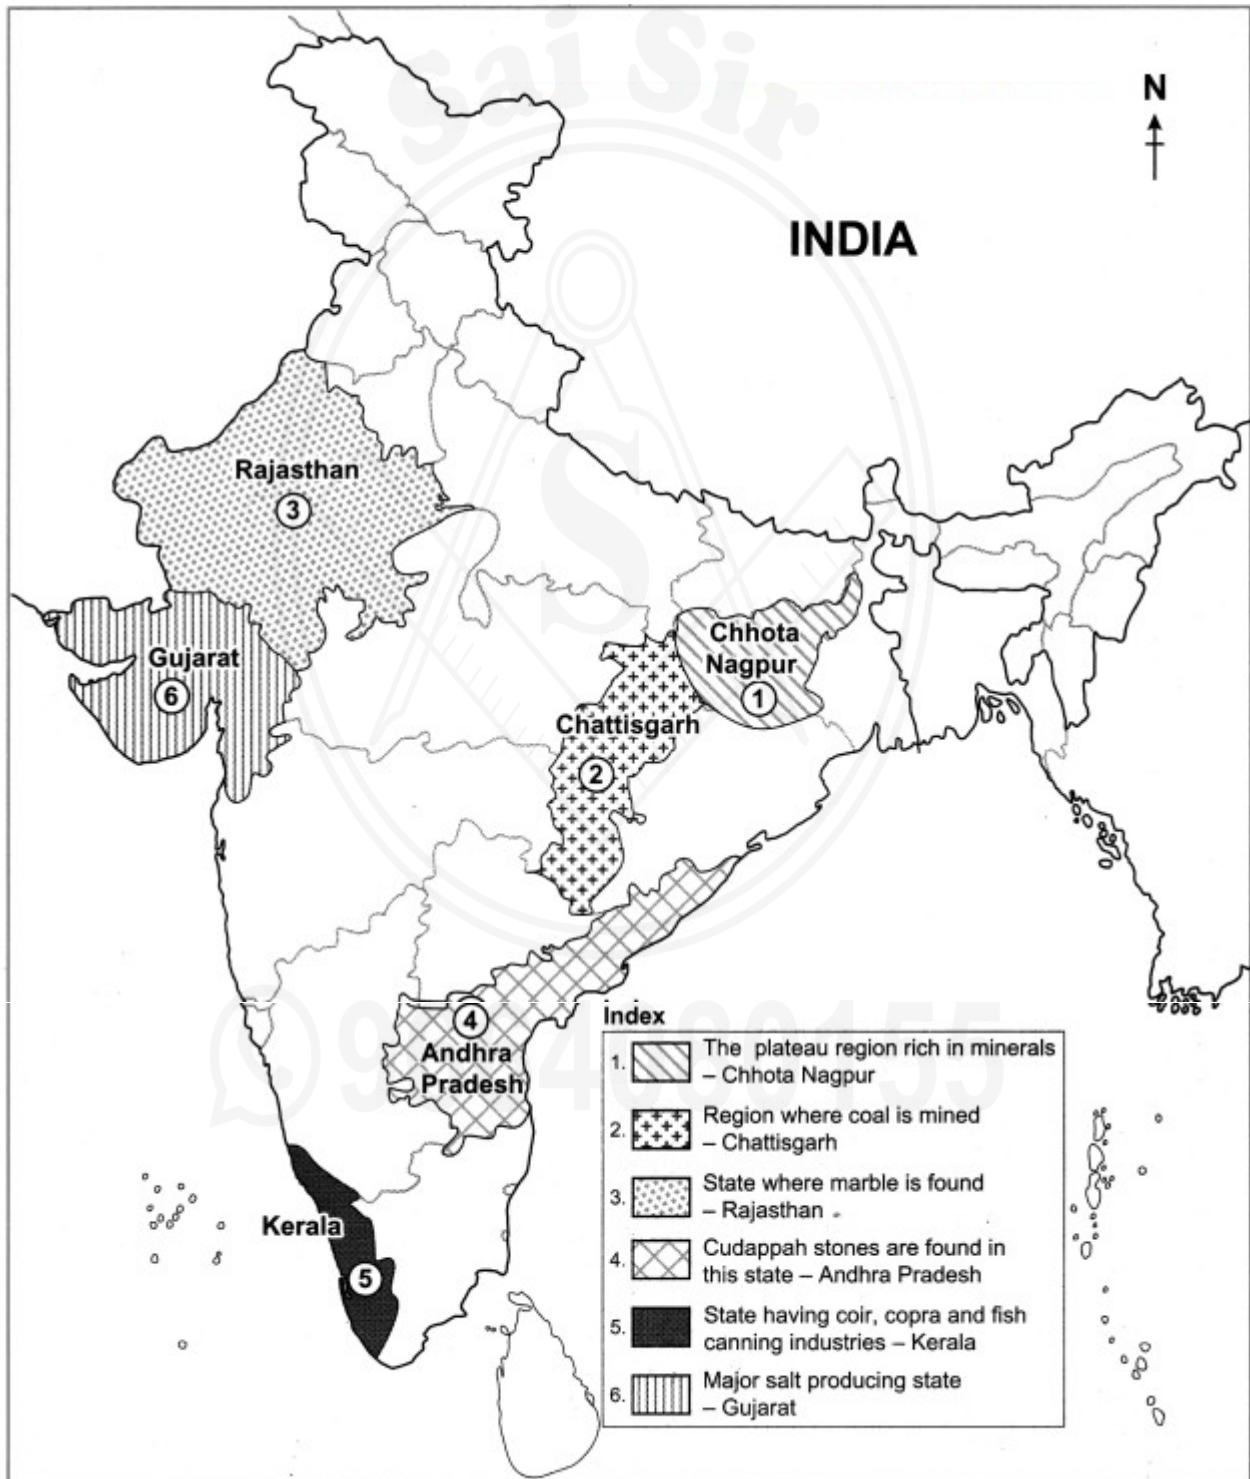 Sai Sir
N
INDIA
S
Rajasthan
3
Chhota
Nagpur
1
Gujarat
6
Chattisgarh
2
4
Andhra
Pradesh
Kerala
5
Index
1. The plateau region rich in minerals
– Chhota Nagpur
2. Region where coal is mined
– Chattisgarh
3. State where marble is found
– Rajasthan
4. Cudappah stones are found in
this state – Andhra Pradesh
5. State having coir, copra and fish
canning industries – Kerala
6. Major salt producing state
– Gujarat